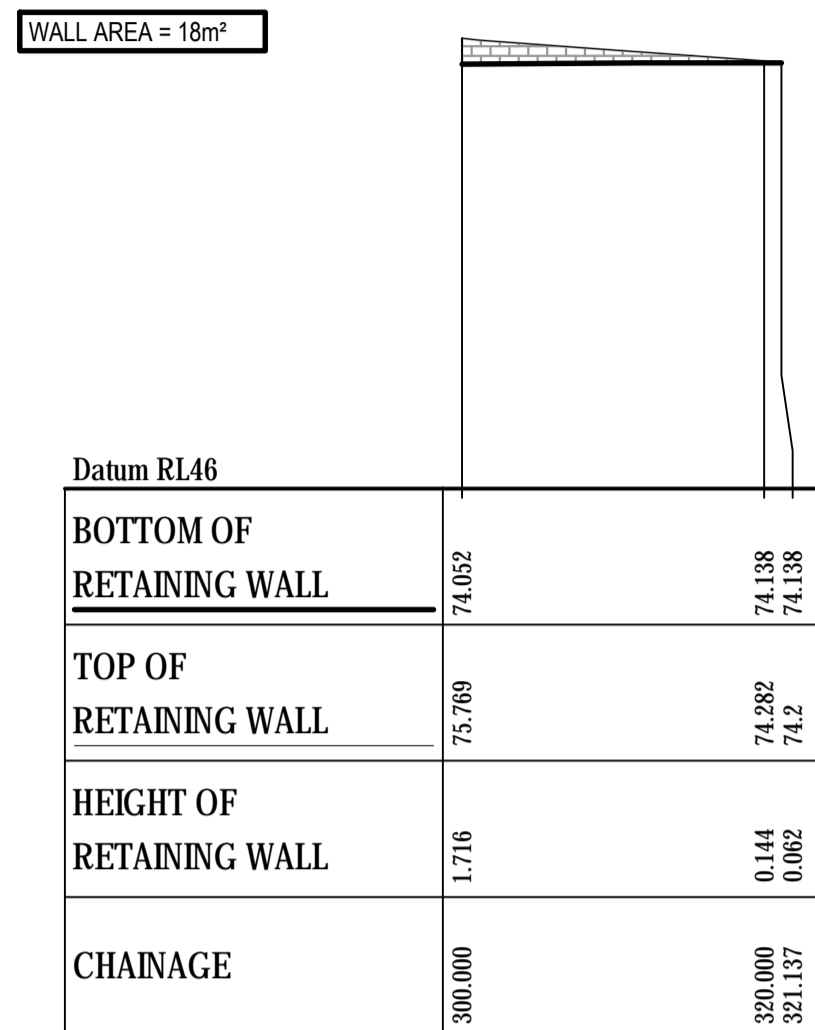 WALL AREA = 18m²
Datum RL46
BOTTOM OF
RETAINING WALL
74.052
74.138
74.138
TOP OF
RETAINING WALL
75.769
74.282
74.2
HEIGHT OF
RETAINING WALL
1.716
0.144
0.062
CHAINAGE
300.000
320.000
321.137